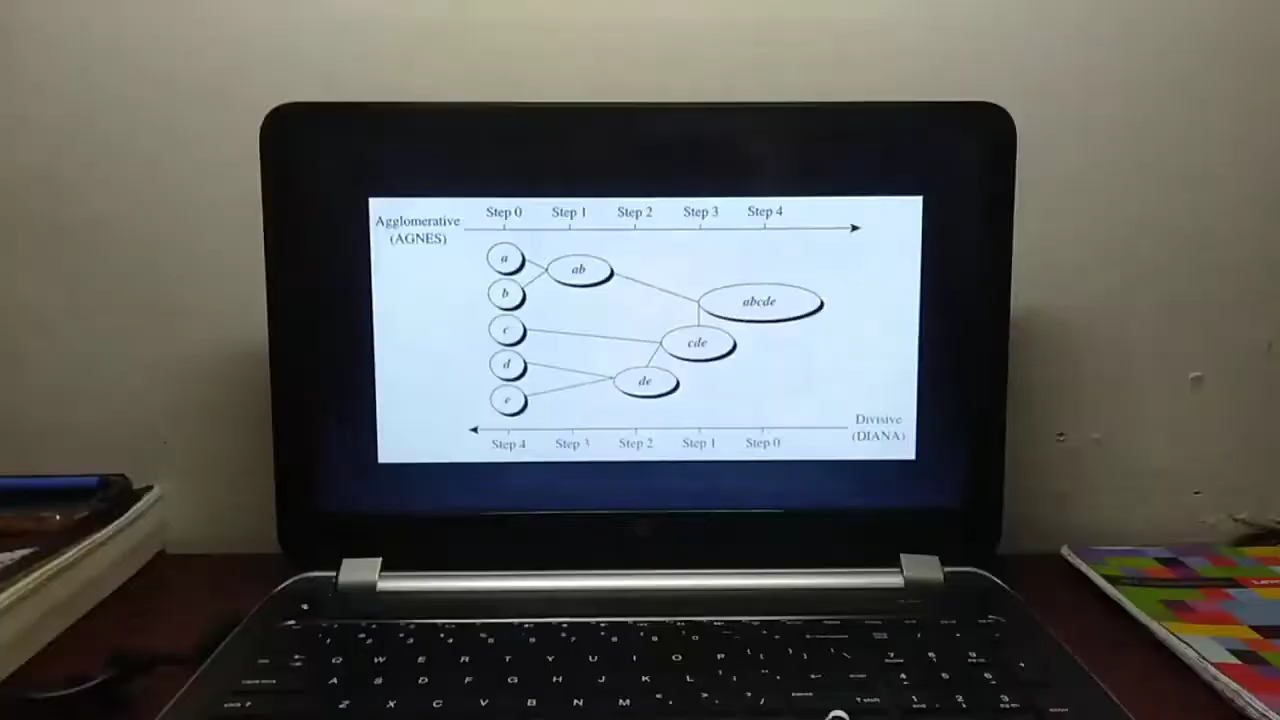 Step 0 Step 1 Step 2 Step 3 Step 4
Agglomerative
(AGNES)
a
ab
b
abcde
c
cde
d
de
e
Divisive
(DIANA)
Step 4 Step 3 Step 2 Step 1 Step 0
Q W E R T Y U I O P
A S D F G H J K L
Z X C V B N M